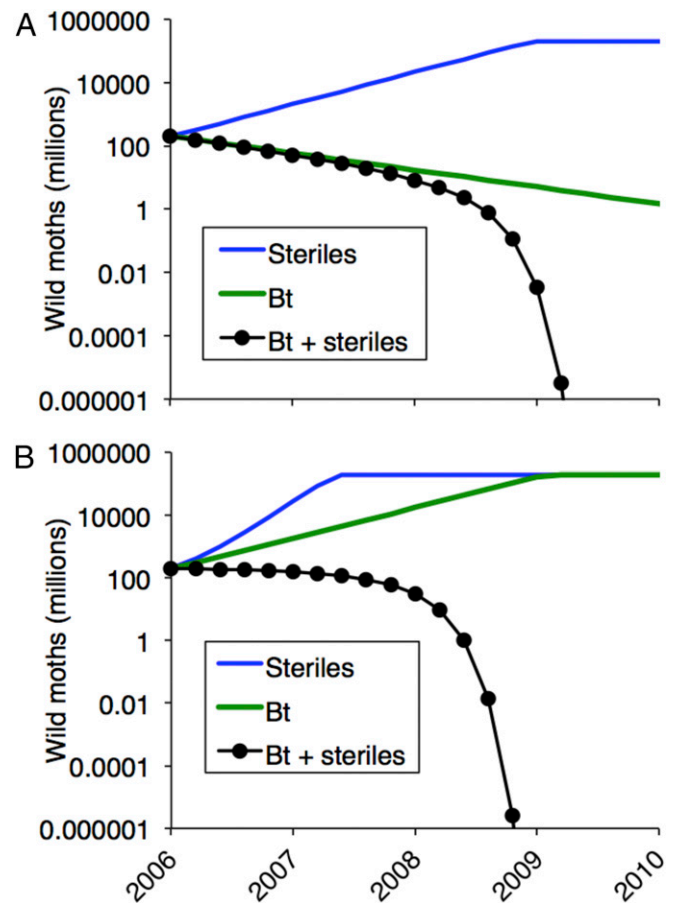 A
Wild moths (millions)
1000000
10000
100
1
0.01
0.0001
0.000001
Steriles
Bt
Bt + steriles
B
Wild moths (millions)
1000000
10000
100
1
0.01
0.0001
0.000001
Steriles
Bt
Bt + steriles
2006
2007
2008
2009
2010